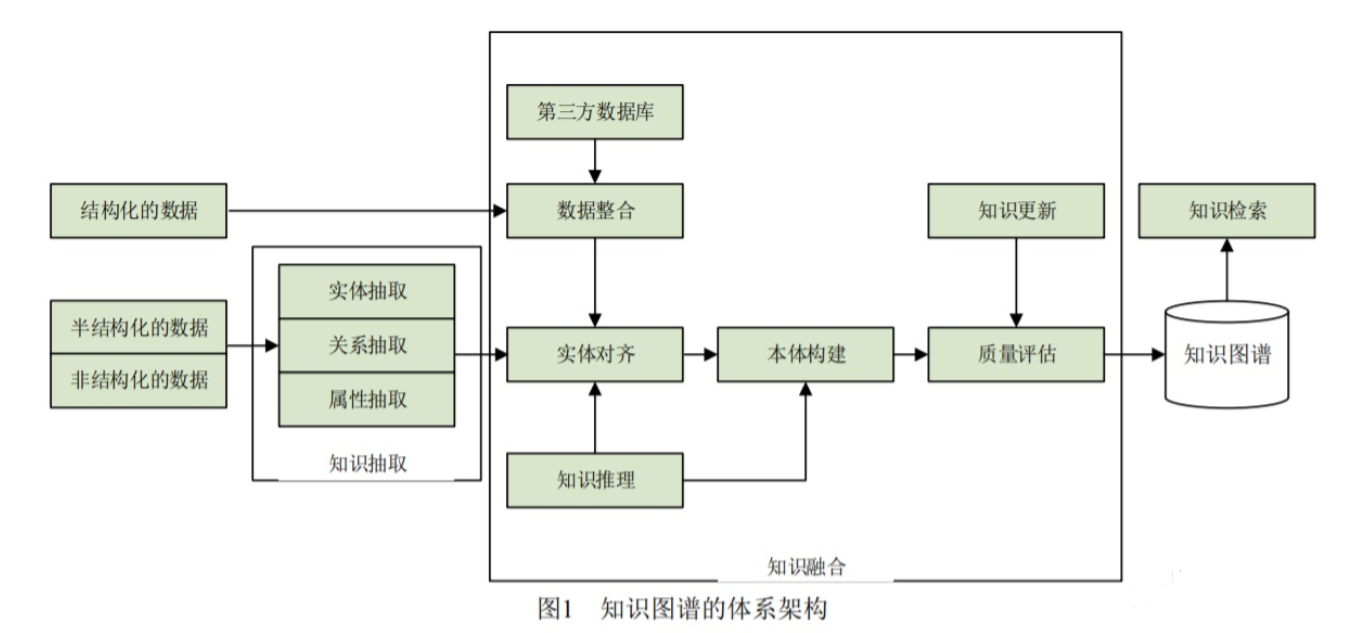 第三方数据库
结构化的数据
数据整合
知识更新
知识检索
实体抽取
半结构化的数据
关系抽取
非结构化的数据
属性抽取
知识抽取
实体对齐
本体构建
质量评估
知识图谱
知识推理
知识融合
图1 知识图谱的体系架构